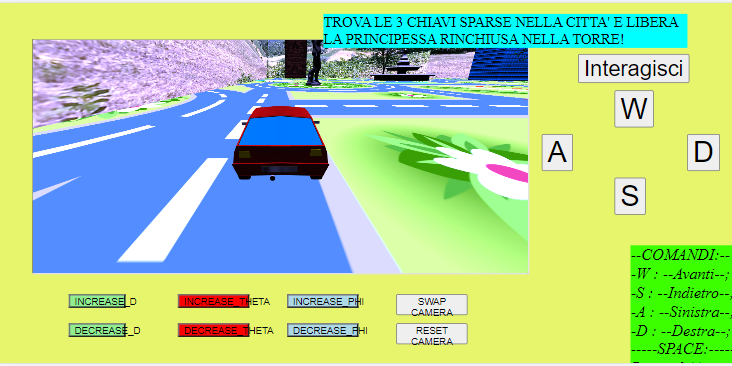 TROVA LE 3 CHIAVI SPARSE NELLA CITTA' E LIBERA
LA PRINCIPESSA RINCHIUSA NELLA TORRE!
Interagisci
W
A
D
S
--COMANDI:--
-W : --Avanti--;
-S : --Indietro--,
-A : --Sinistra--,
-D : --Destra--;
-----SPACE:-----
INCREASE_D
INCREASE_THETA
INCREASE_PHI
SWAP
CAMERA
DECREASE_D
DECREASE_THETA
DECREASE_PHI
RESET
CAMERA